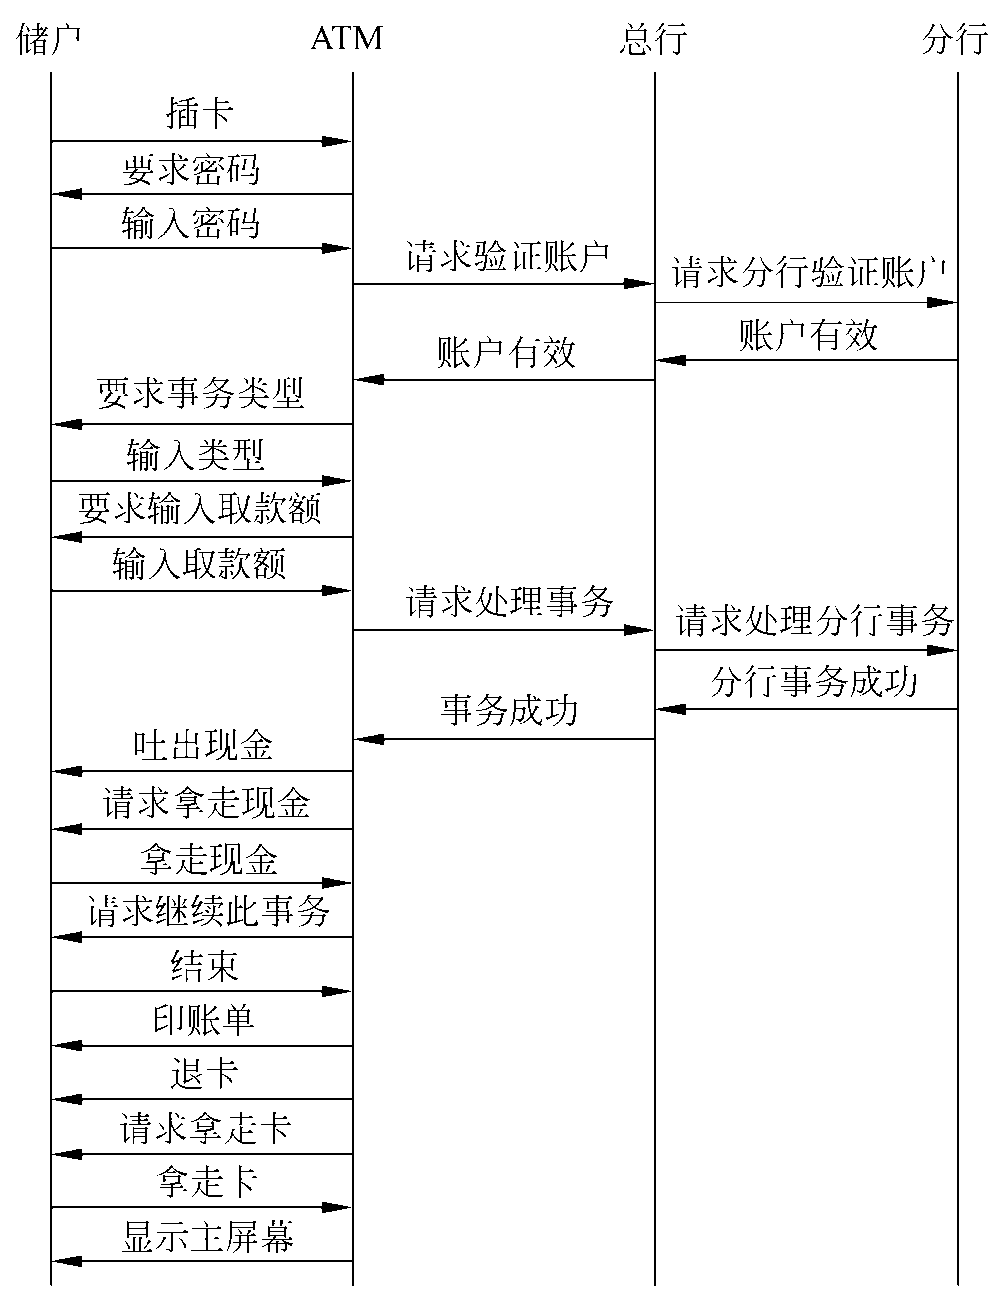 储户 ATM 总行 分行
插卡
要求密码
输入密码
请求验证账户
请求分行验证账户
账户有效
账户有效
要求事务类型
输入类型
要求输入取款额
输入取款额
请求处理事务
请求处理分行事务
分行事务成功
事务成功
吐出现金
请求拿走现金
拿走现金
请求继续此事务
结束
印账单
退卡
请求拿走卡
拿走卡
显示主屏幕